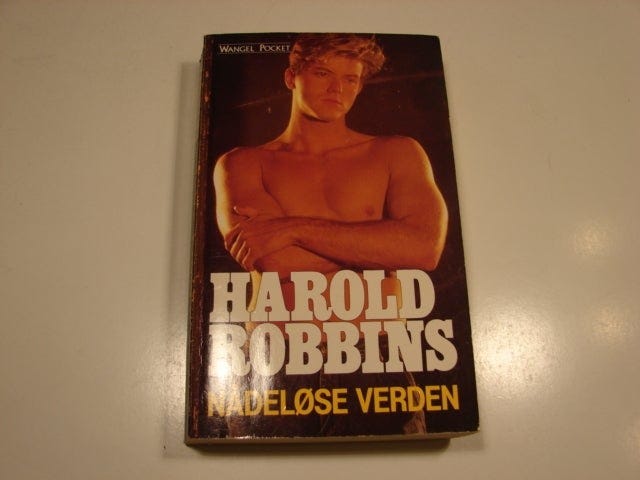 WANGEL POCKET
HAROLD
ROBBINS
NÅDELØSE VERDEN